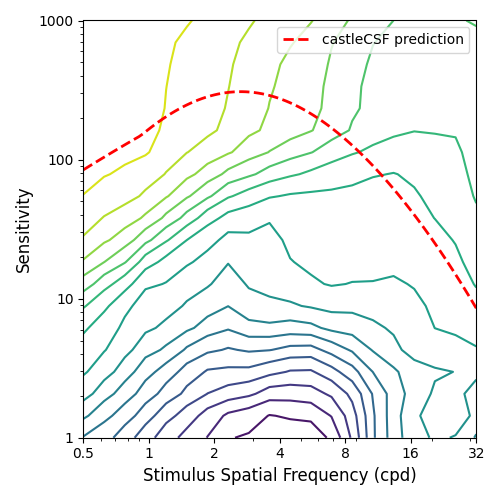 1000
castleCSF prediction
100
Sensitivity
10
1
0.5 1 2 4 8 16 32
Stimulus Spatial Frequency (cpd)